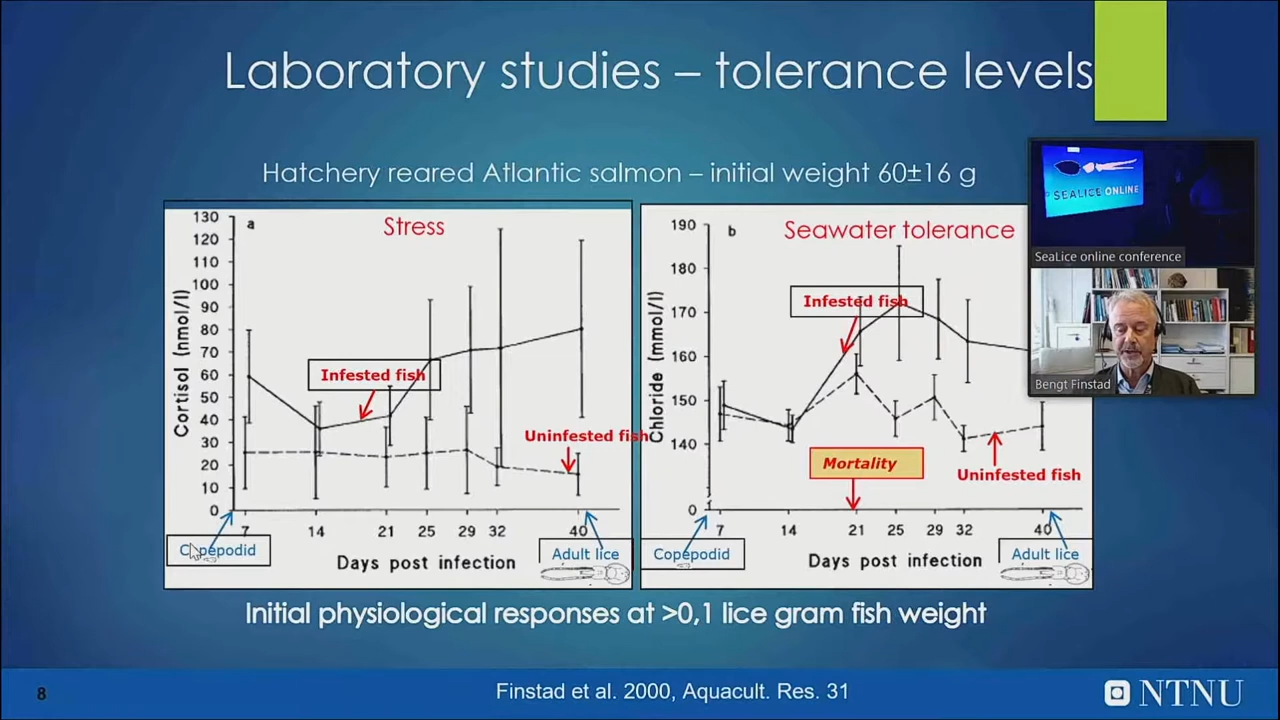 Laboratory studies – tolerance levels
Hatchery reared Atlantic salmon – initial weight 60±16 g
a
Stress
Cortisol (nmol/l)
130
120
110
100
90
80
70
60
50
40
30
20
10
0
Infested fish
Uninfested fish
7 14 21 25 29 32 40
Days post infection
Copepodid
Adult lice
b
Seawater tolerance
Chloride (mmol/l)
190
180
170
160
150
140
0
Infested fish
Mortality
Uninfested fish
7 14 21 25 29 32 40
Days post infection
Copepodid
Adult lice
SEALICE ONLINE
SeaLice online conference
Bengt Finstad
Initial physiological responses at >0,1 lice gram fish weight
8
Finstad et al. 2000, Aquacult. Res. 31
NTNU